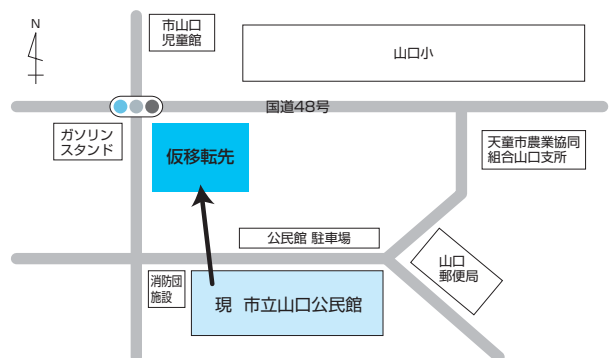 N
市山口
児童館
山口小
国道48号
ガソリン
スタンド
仮移転先
天童市農業協同
組合山口支所
公民館 駐車場
山口
郵便局
消防団
施設
現 市立山口公民館